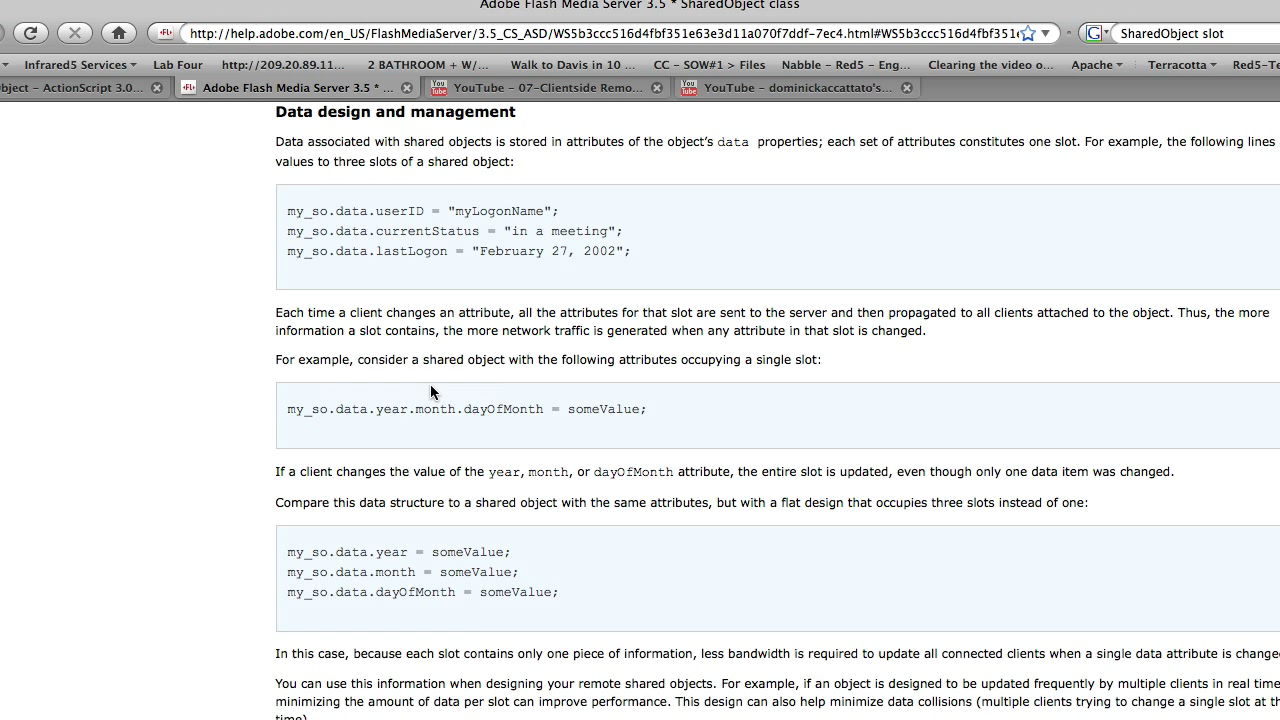 Adobe Flash Media Server 3.5 * SharedObject class
http://help.adobe.com/en_US/FlashMediaServer/3.5_CS_ASD/WS5b3ccc516d4fbf351e63e3d11a070f7ddf-7ec4.html#WS5b3ccc516d4fbf351e
SharedObject slot
Infrared5 Services Lab Four http://209.20.89.11... 2 BATHROOM + W/... Walk to Davis in 10 ... CC - SOW#1 > Files Nabble - Red5 - Eng... Clearing the video o... Apache Terracotta Red5-Te
bject - ActionScript 3.0... Adobe Flash Media Server 3.5 * ... YouTube - 07-Clientside Remo... YouTube - dominickaccattato's...
Data design and management
Data associated with shared objects is stored in attributes of the object's data properties; each set of attributes constitutes one slot. For example, the following lines
values to three slots of a shared object:
my_so.data.userID = "myLogonName";
my_so.data.currentStatus = "in a meeting";
my_so.data.lastLogon = "February 27, 2002";
Each time a client changes an attribute, all the attributes for that slot are sent to the server and then propagated to all clients attached to the object. Thus, the more
information a slot contains, the more network traffic is generated when any attribute in that slot is changed.
For example, consider a shared object with the following attributes occupying a single slot:
my_so.data.year.month.dayOfMonth = someValue;
If a client changes the value of the year, month, or dayOfMonth attribute, the entire slot is updated, even though only one data item was changed.
Compare this data structure to a shared object with the same attributes, but with a flat design that occupies three slots instead of one:
my_so.data.year = someValue;
my_so.data.month = someValue;
my_so.data.dayOfMonth = someValue;
In this case, because each slot contains only one piece of information, less bandwidth is required to update all connected clients when a single data attribute is change
You can use this information when designing your remote shared objects. For example, if an object is designed to be updated frequently by multiple clients in real time
minimizing the amount of data per slot can improve performance. This design can also help minimize data collisions (multiple clients trying to change a single slot at th
time)